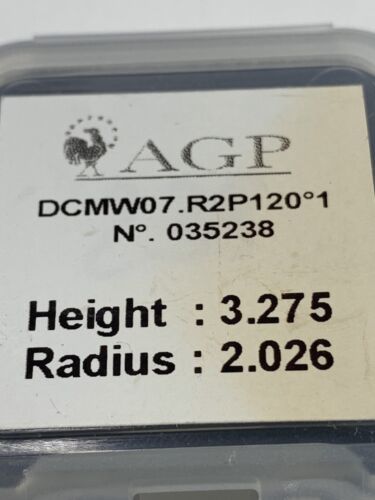 AGP
DCMW07.R2P120°1
N°. 035238
Height : 3.275
Radius : 2.026